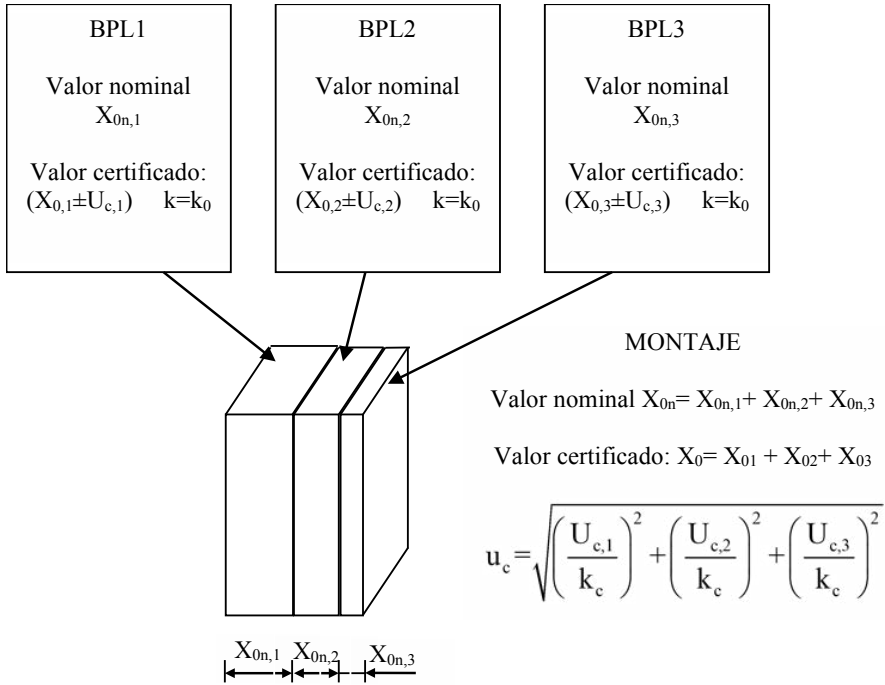 BPL1
Valor nominal
X0n,1
Valor certificado:
(X0,1±Uc,1) k=k0
BPL2
Valor nominal
X0n,2
Valor certificado:
(X0,2±Uc,2) k=k0
BPL3
Valor nominal
X0n,3
Valor certificado:
(X0,3±Uc,3) k=k0
MONTAJE
Valor nominal X0n= X0n,1+ X0n,2+ X0n,3
Valor certificado: X0= X01 + X02+ X03
uc=√((Uc,1/kc)²+(Uc,2/kc)²+(Uc,3/kc)²)
X0n,1 X0n,2 X0n,3